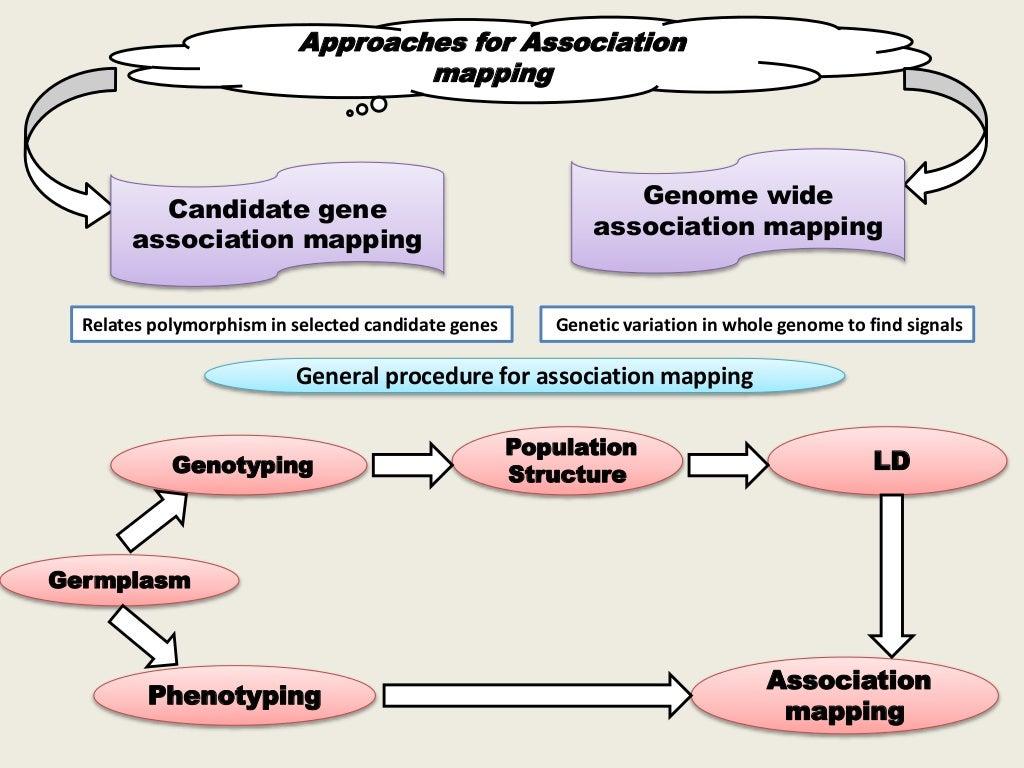 Approaches for Association
mapping
Candidate gene
association mapping
Genome wide
association mapping
Relates polymorphism in selected candidate genes
Genetic variation in whole genome to find signals
General procedure for association mapping
Genotyping
Population
Structure
LD
Germplasm
Phenotyping
Association
mapping